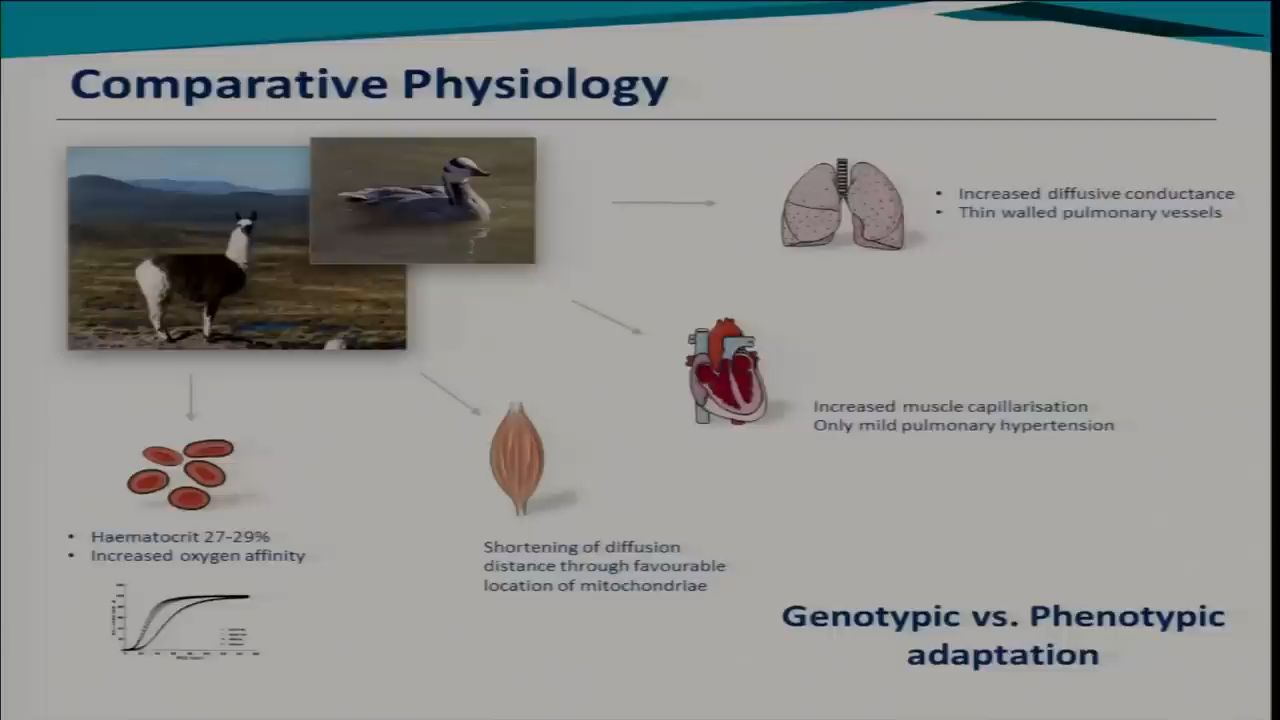 Comparative Physiology
• Increased diffusive conductance
• Thin walled pulmonary vessels
Increased muscle capillarisation
Only mild pulmonary hypertension
• Haematocrit 27-29%
• Increased oxygen affinity
Shortening of diffusion
distance through favourable
location of mitochondriae
Genotypic vs. Phenotypic
adaptation